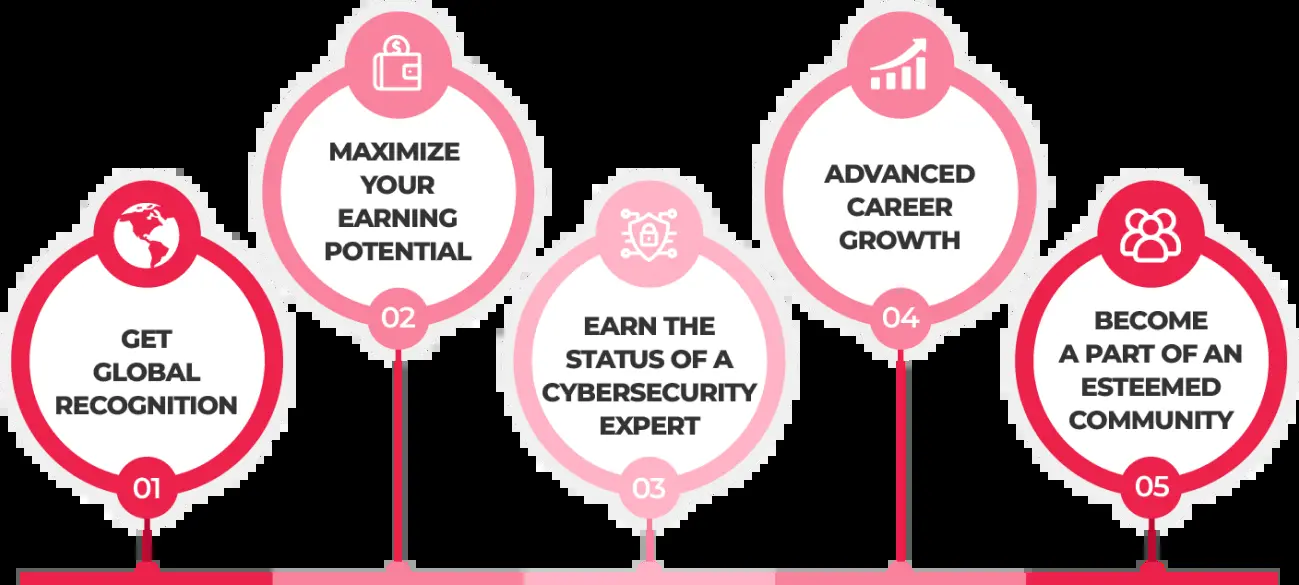 GET
GLOBAL
RECOGNITION
01
MAXIMIZE
YOUR
EARNING
POTENTIAL
02
EARN THE
STATUS OF A
CYBERSECURITY
EXPERT
03
ADVANCED
CAREER
GROWTH
04
BECOME
A PART OF AN
ESTEEMED
COMMUNITY
05